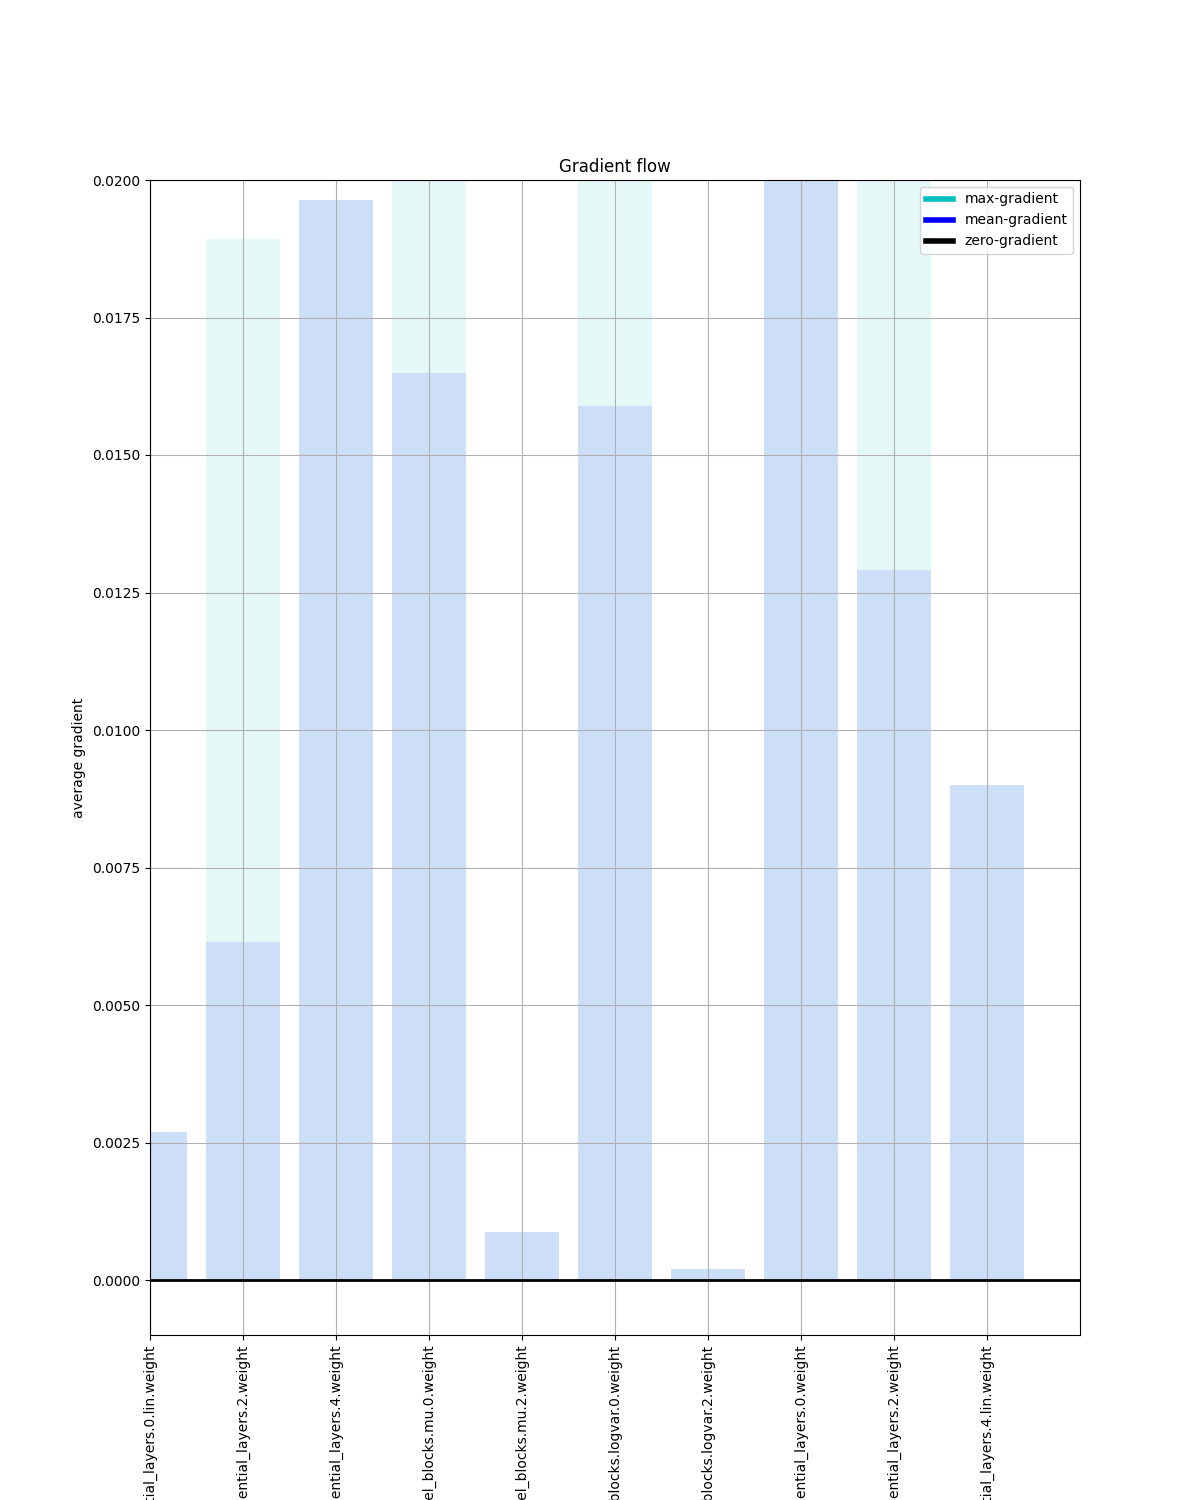 Gradient flow
max-gradient
mean-gradient
zero-gradient
0.0200
0.0175
0.0150
0.0125
0.0100
0.0075
0.0050
0.0025
0.0000
average gradient
tial_layers.0.lin.weight
ential_layers.2.weight
ential_layers.4.weight
el_blocks.mu.0.weight
el_blocks.mu.2.weight
blocks.logvar.0.weight
blocks.logvar.2.weight
ential_layers.0.weight
ential_layers.2.weight
tial_layers.4.lin.weight